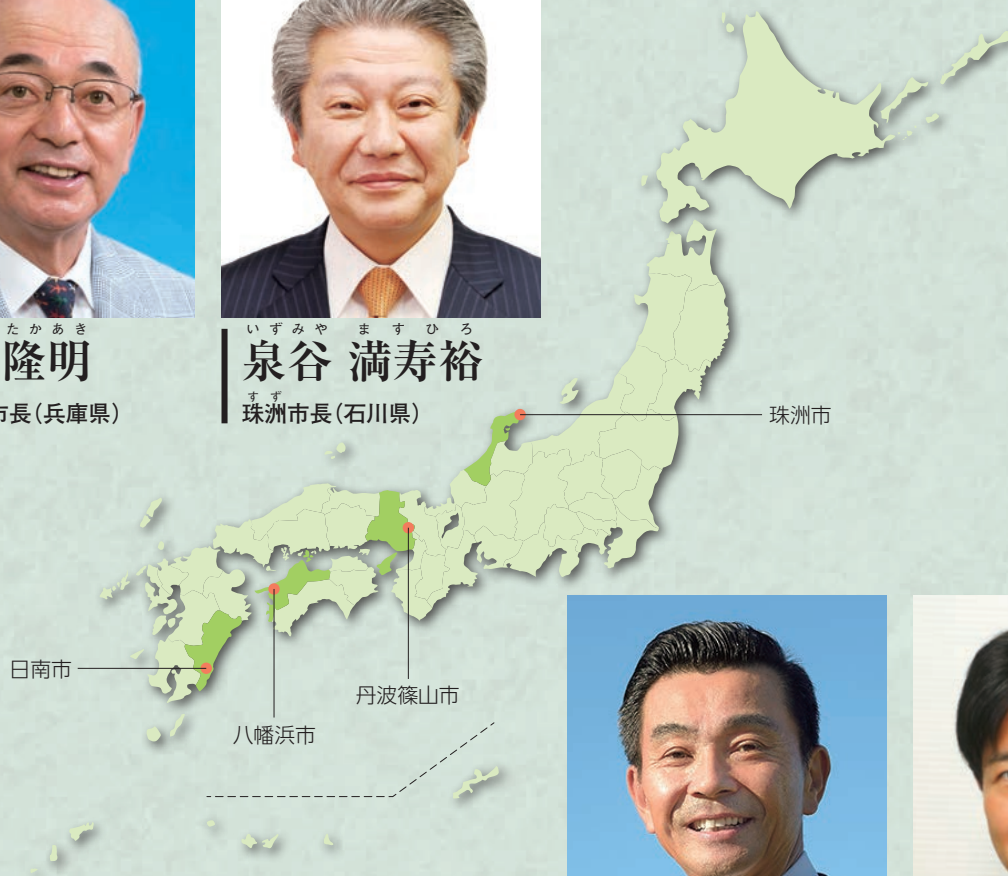 たかあき
隆明
市長(兵庫県)
いずみや ますひろ
泉谷 満寿裕
すず
珠洲市長(石川県)
珠洲市
日南市
丹波篠山市
八幡浜市